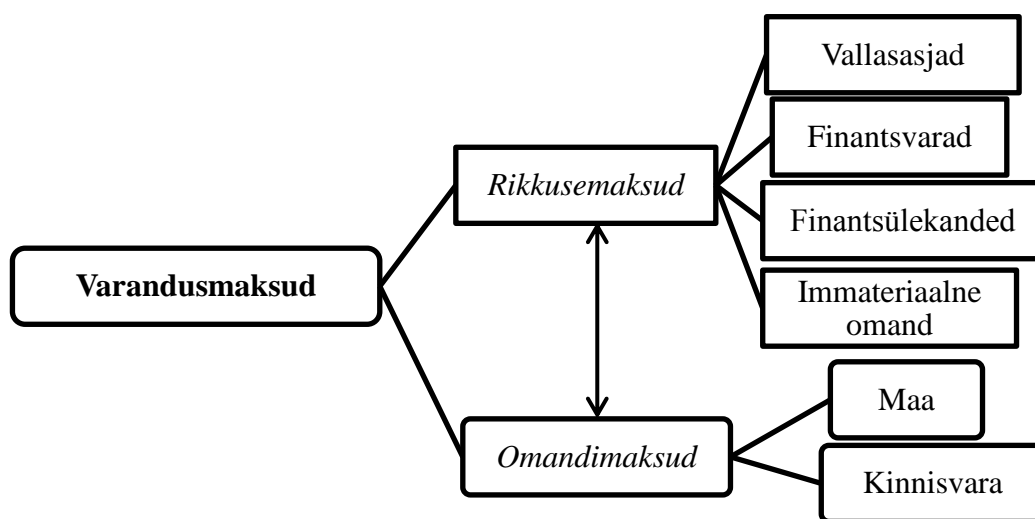 Vallasasjad
Finantsvarad
Rikkusemaksud
Finantsülekanded
Varandusmaksud
Immateriaalne
omand
Maa
Omandimaksud
Kinnisvara